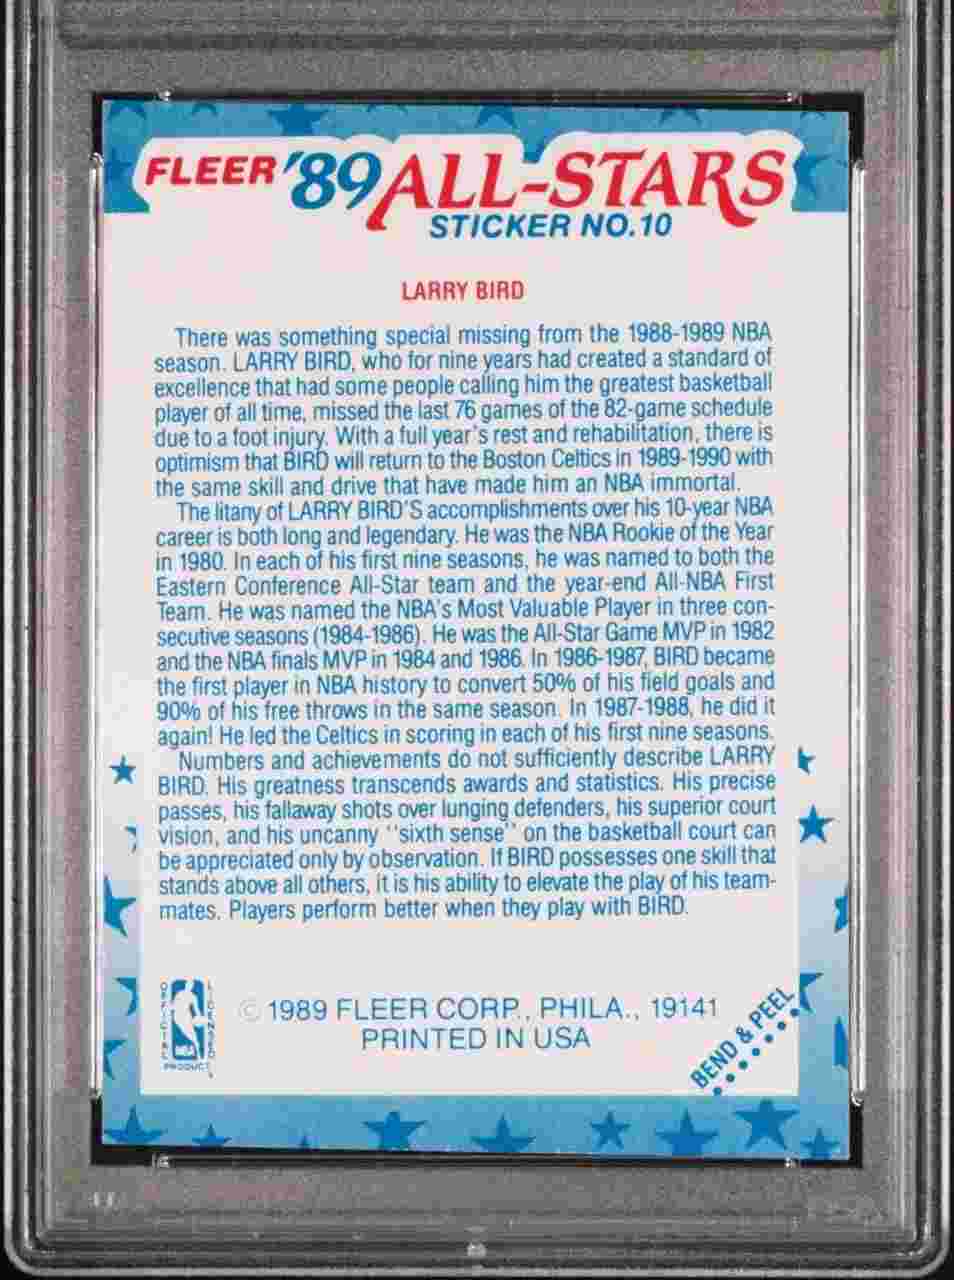 FLEER '89 ALL-STARS
STICKER NO. 10
LARRY BIRD
There was something special missing from the 1988-1989 NBA
season. LARRY BIRD, who for nine years had created a standard of
excellence that had some people calling him the greatest basketball
player of all time, missed the last 76 games of the 82-game schedule
due to a foot injury. With a full year's rest and rehabilitation, there is
optimism that BIRD will return to the Boston Celtics in 1989-1990 with
the same skill and drive that have made him an NBA immortal.
The litany of LARRY BIRD'S accomplishments over his 10-year NBA
career is both long and legendary. He was the NBA Rookie of the Year
in 1980. In each of his first nine seasons, he was named to both the
Eastern Conference All-Star team and the year-end All-NBA First
Team. He was named the NBA's Most Valuable Player in three con-
secutive seasons (1984-1986). He was the All-Star Game MVP in 1982
and the NBA finals MVP in 1984 and 1986. In 1986-1987, BIRD became
the first player in NBA history to convert 50% of his field goals and
90% of his free throws in the same season. In 1987-1988, he did it
again! He led the Celtics in scoring in each of his first nine seasons.
Numbers and achievements do not sufficiently describe LARRY
BIRD. His greatness transcends awards and statistics. His precise
passes, his fallaway shots over lunging defenders, his superior court
vision, and his uncanny "sixth sense" on the basketball court can
be appreciated only by observation. If BIRD possesses one skill that
stands above all others, it is his ability to elevate the play of his team-
mates. Players perform better when they play with BIRD.
OFFICIAL
LICENSED
PRODUCT
© 1989 FLEER CORP., PHILA., 19141
PRINTED IN USA
BEND & PEEL